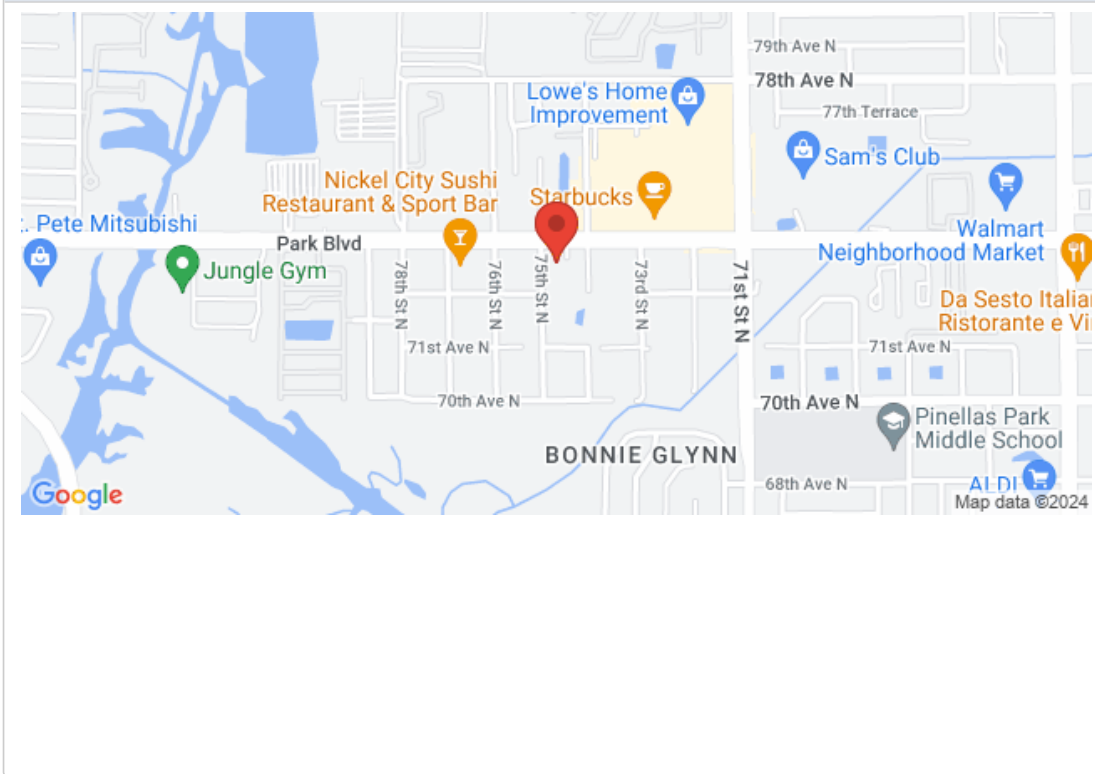 79th Ave N
78th Ave N
Lowe's Home
Improvement
77th Terrace
Sam's Club
Nickel City Sushi
Restaurant & Sport Bar
Starbucks
. Pete Mitsubishi
Walmart
Neighborhood Market
Park Blvd
Jungle Gym
78th St N
76th St N
75th St N
73rd St N
71st St N
Da Sesto Italia
Ristorante e Vi
71st Ave N
71st Ave N
70th Ave N
70th Ave N
Pinellas Park
Middle School
BONNIE GLYNN
68th Ave N
ALDI
Google
Map data ©2024